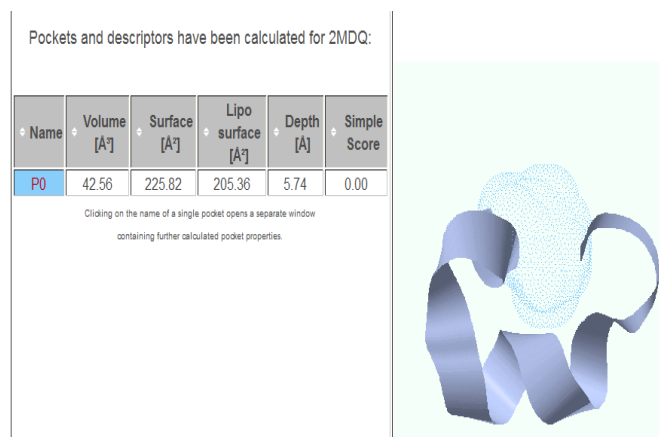 Pockets and descriptors have been calculated for 2MDQ:
Name Volume [Å³] Surface [Å²] Lipo surface [Å²] Depth [Å] Simple Score
P0 42.56 225.82 205.36 5.74 0.00
Clicking on the name of a single pocket opens a separate window
containing further calculated pocket properties.